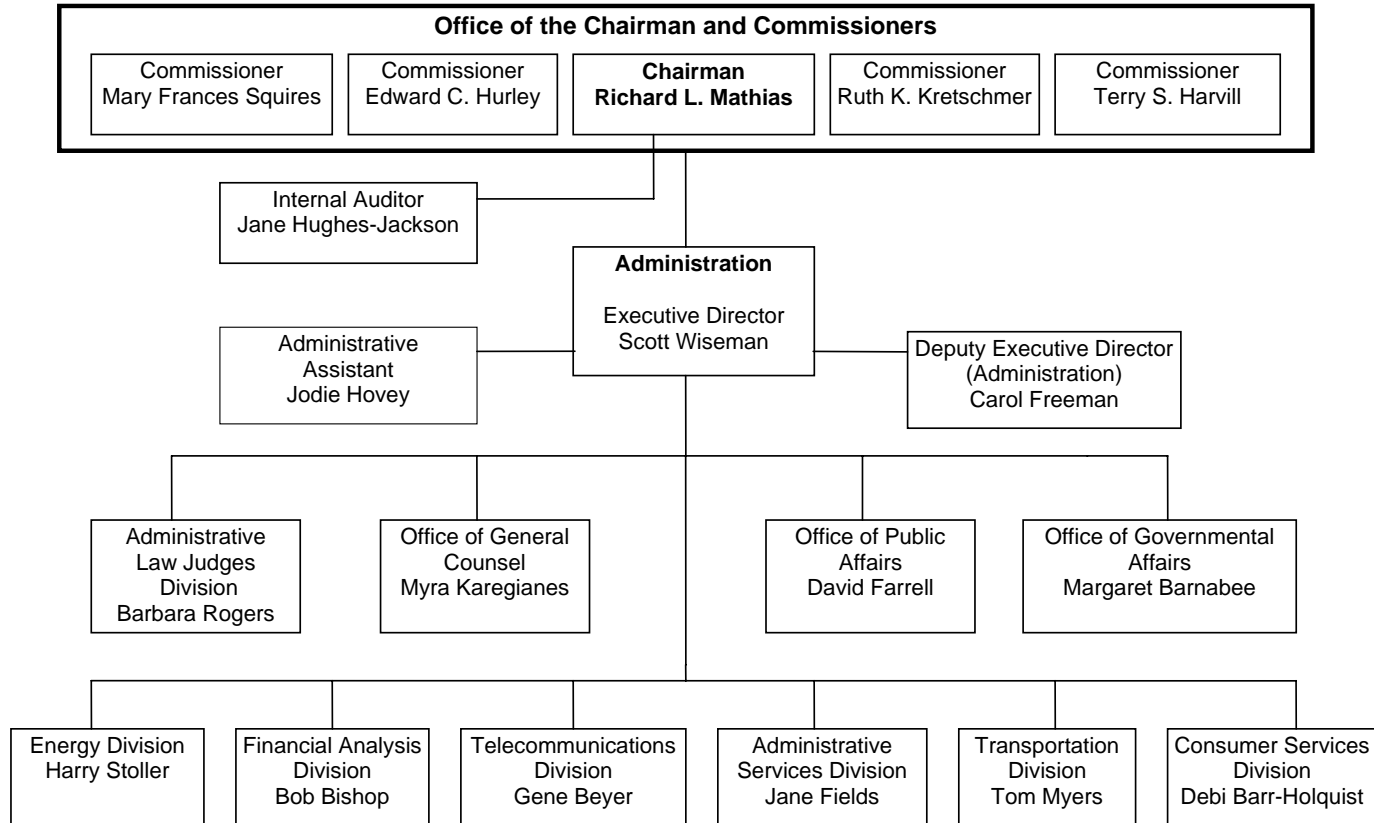 Office of the Chairman and Commissioners
Commissioner
Mary Frances Squires
Commissioner
Edward C. Hurley
Chairman
Richard L. Mathias
Commissioner
Ruth K. Kretschmer
Commissioner
Terry S. Harvill
Internal Auditor
Jane Hughes-Jackson
Administration
Executive Director
Scott Wiseman
Administrative
Assistant
Jodie Hovey
Deputy Executive Director
(Administration)
Carol Freeman
Administrative
Law Judges
Division
Barbara Rogers
Office of General
Counsel
Myra Karegianes
Office of Public
Affairs
David Farrell
Office of Governmental
Affairs
Margaret Barnabee
Energy Division
Harry Stoller
Financial Analysis
Division
Bob Bishop
Telecommunications
Division
Gene Beyer
Administrative
Services Division
Jane Fields
Transportation
Division
Tom Myers
Consumer Services
Division
Debi Barr-Holquist